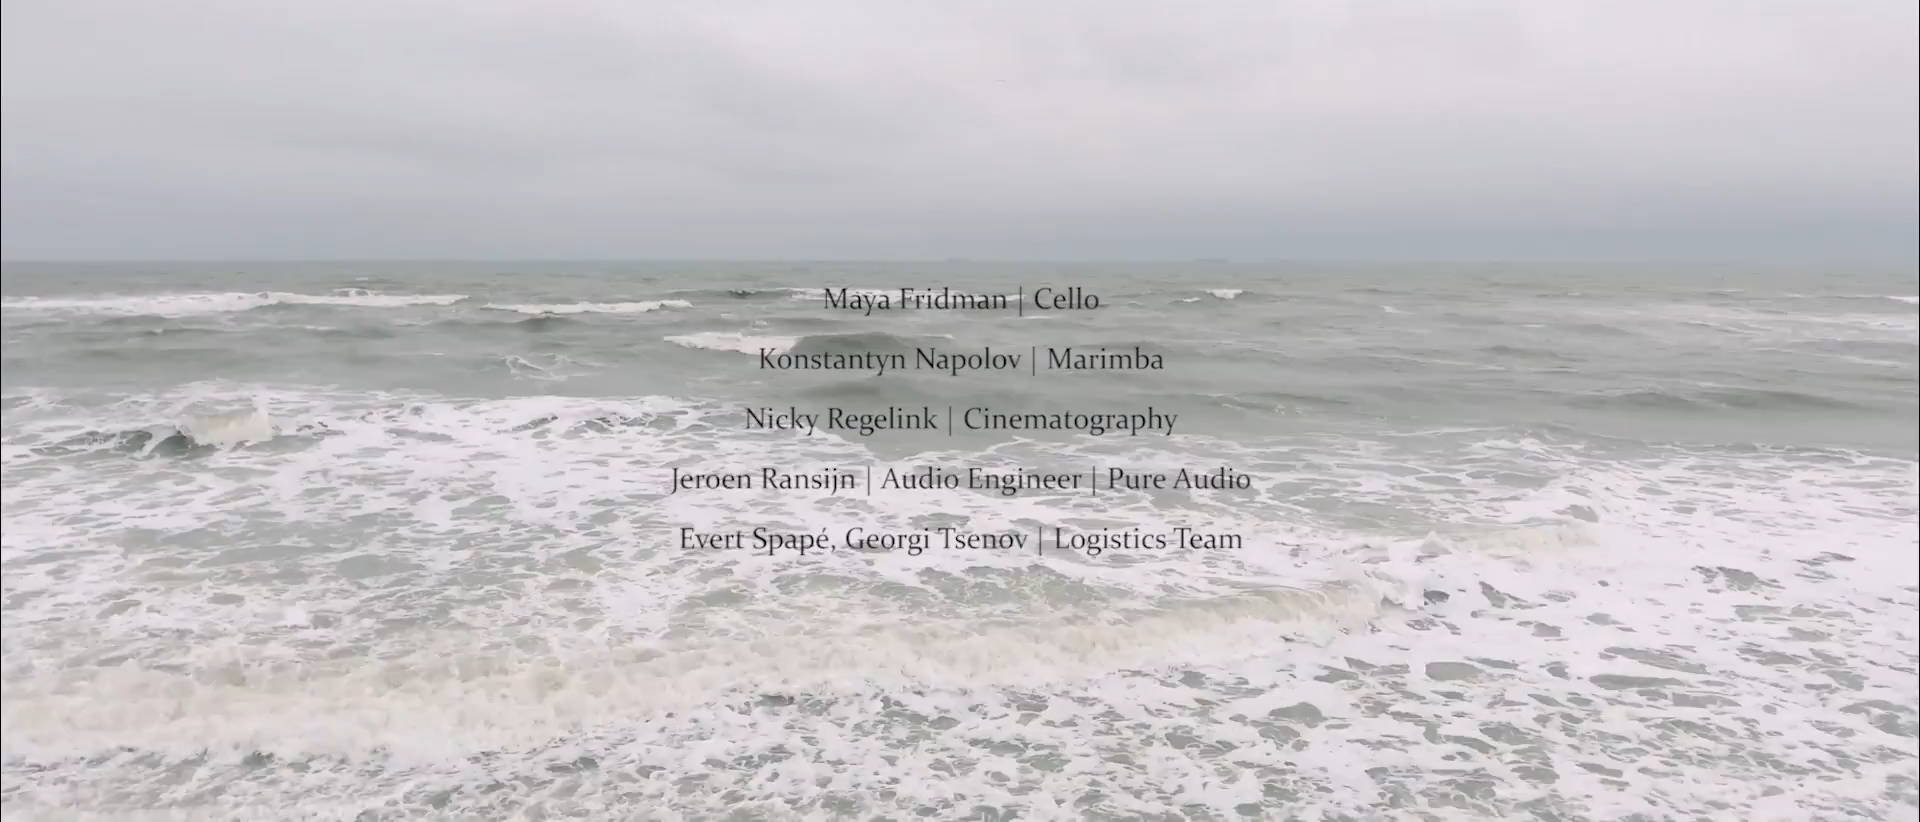 Maya Fridman | Cello
Konstantyn Napolov | Marimba
Nicky Regelink | Cinematography
Jeroen Ransijn | Audio Engineer | Pure Audio
Evert Spapé, Georgi Tsenov | Logistics Team